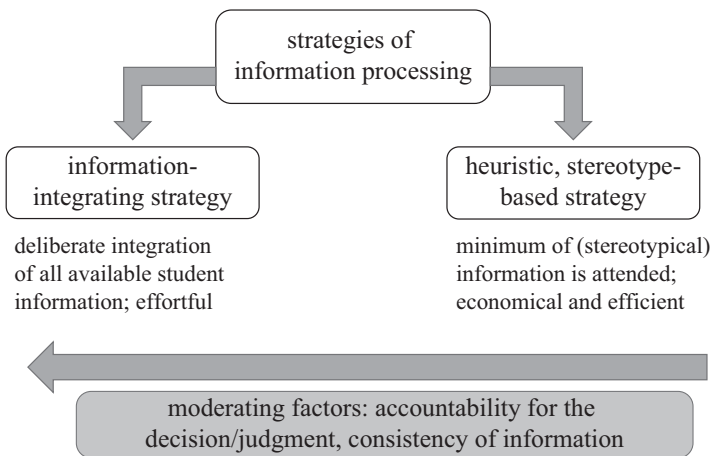 strategies of
information processing
information-
integrating strategy
heuristic, stereotype-
based strategy
deliberate integration
of all available student
information; effortful
minimum of (stereotypical)
information is attended;
economical and efficient
moderating factors: accountability for the
decision/judgment, consistency of information